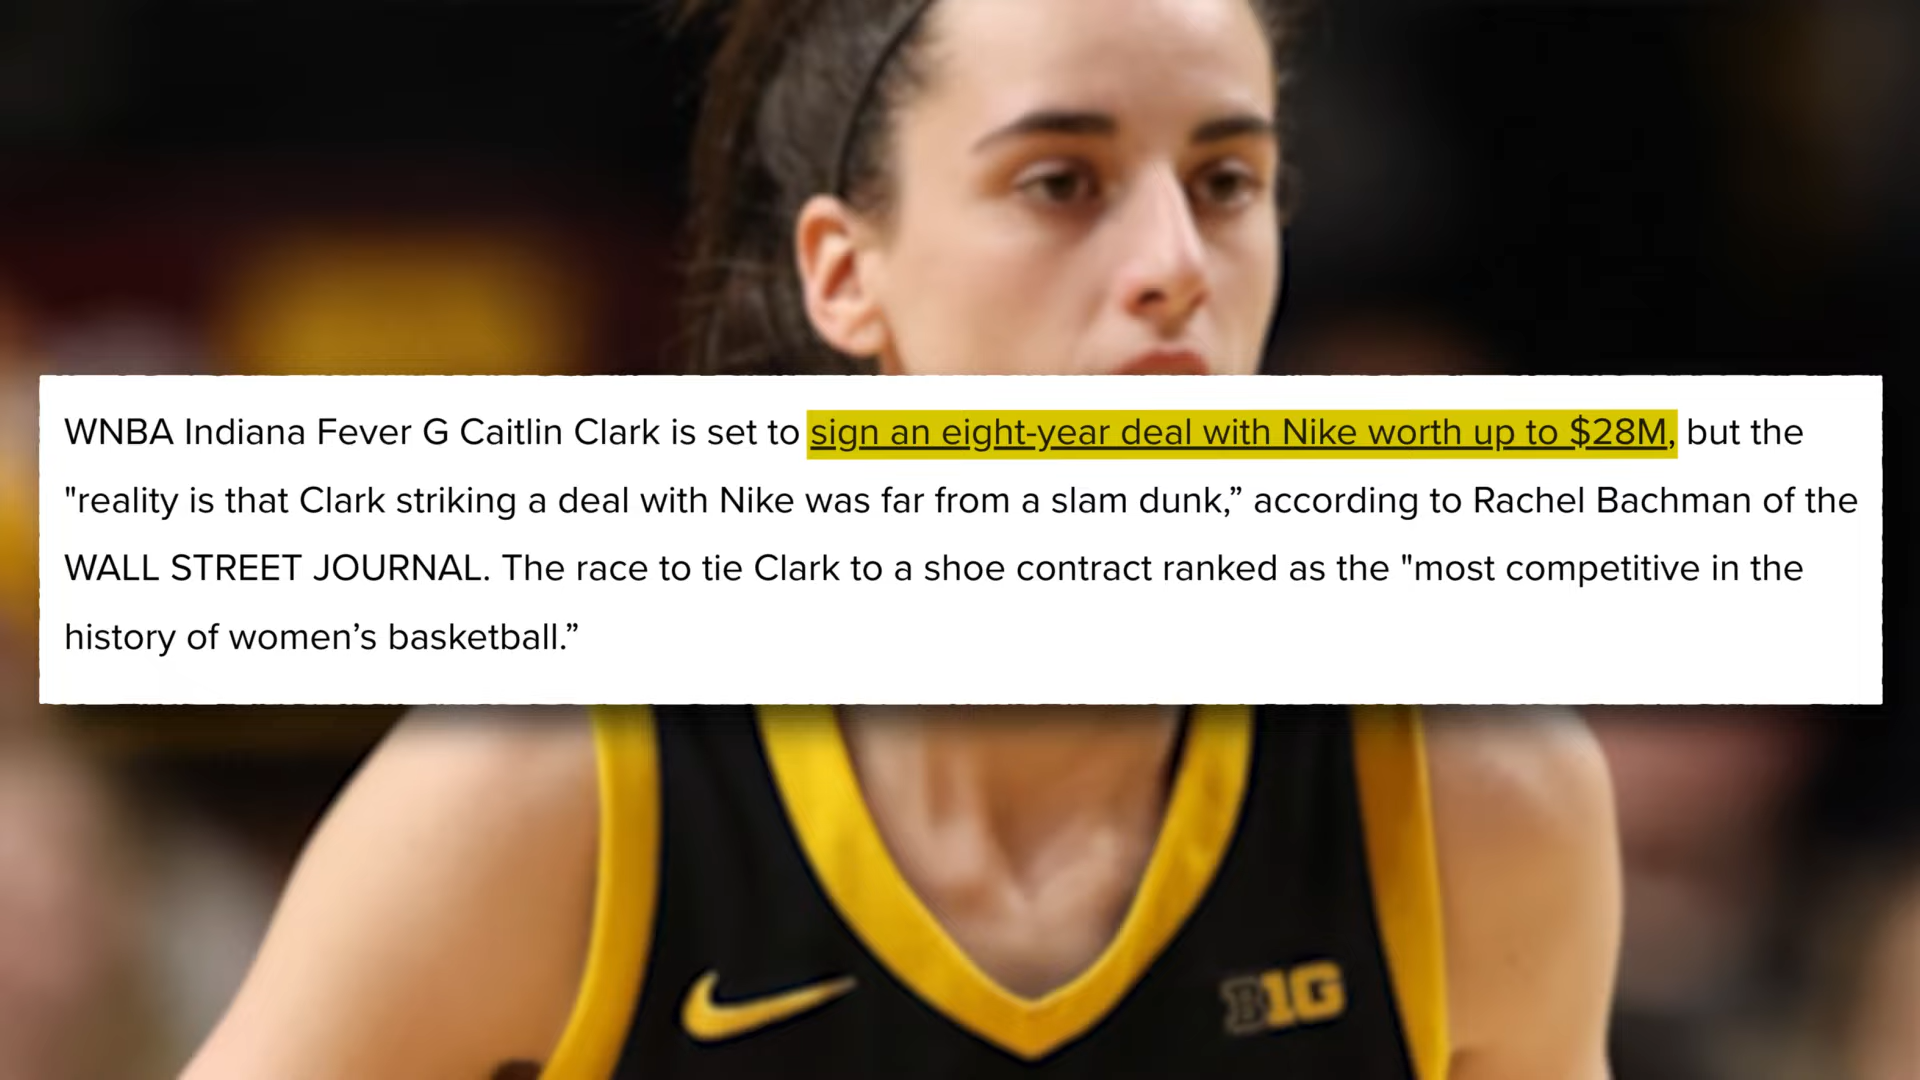 WNBA Indiana Fever G Caitlin Clark is set to sign an eight-year deal with Nike worth up to $28M, but the
"reality is that Clark striking a deal with Nike was far from a slam dunk,” according to Rachel Bachman of the
WALL STREET JOURNAL. The race to tie Clark to a shoe contract ranked as the "most competitive in the
history of women’s basketball.”
B1G